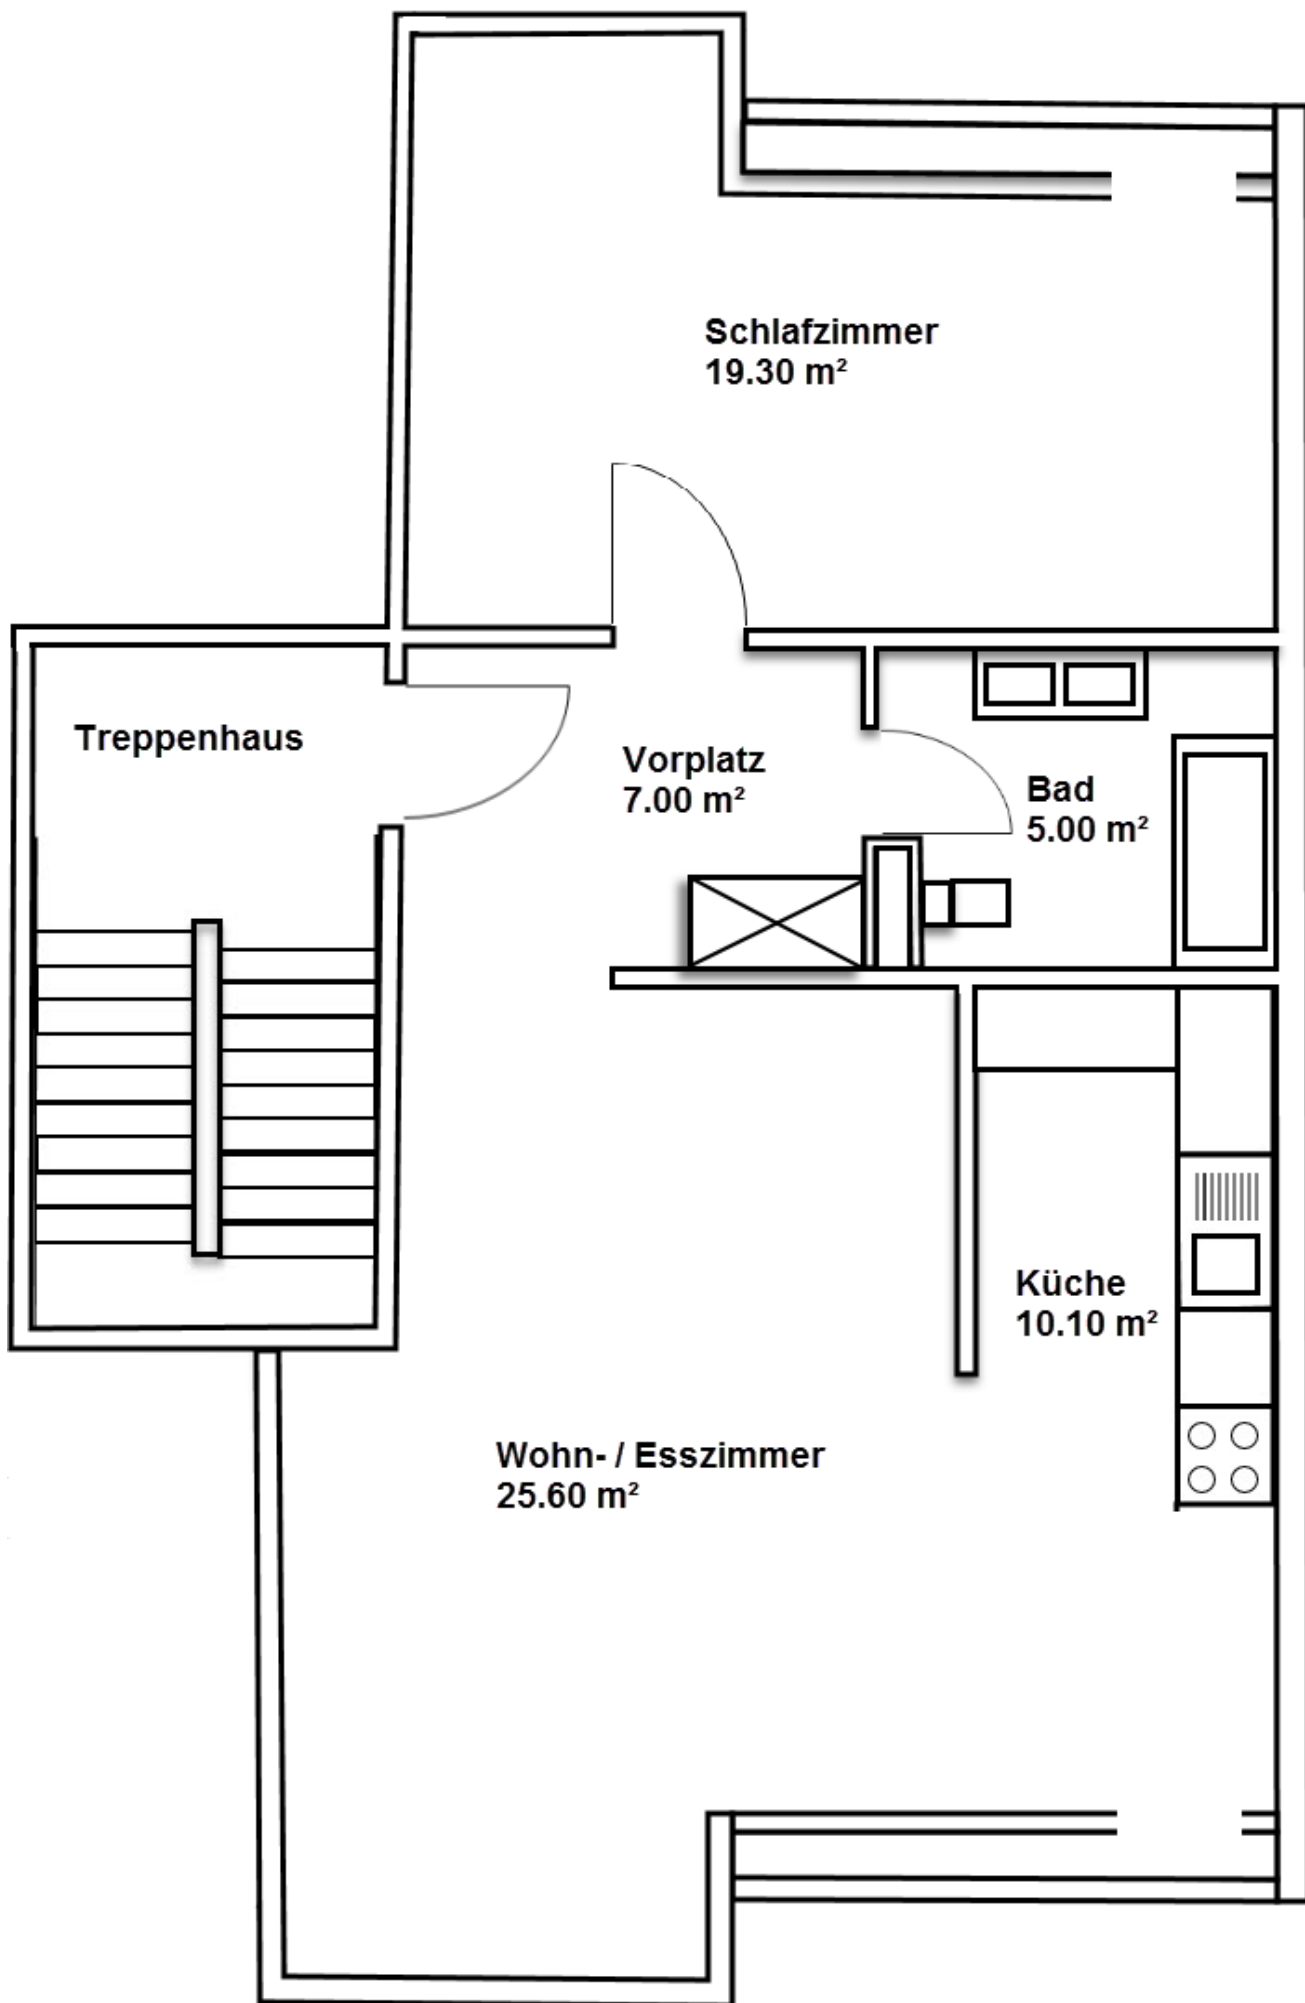 Schlafzimmer
19.30 m²
Treppenhaus
Vorplatz
7.00 m²
Bad
5.00 m²
Küche
10.10 m²
Wohn- / Esszimmer
25.60 m²